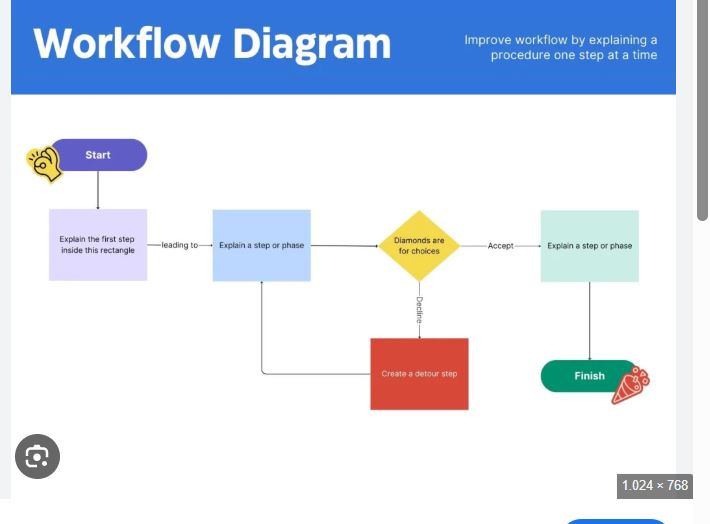 Workflow Diagram
Improve workflow by explaining a
procedure one step at a time
Start
Explain the first step
inside this rectangle
leading to
Explain a step or phase
Diamonds are
for choices
Accept
Explain a step or phase
Decline
Create a detour step
Finish
1.024 × 768